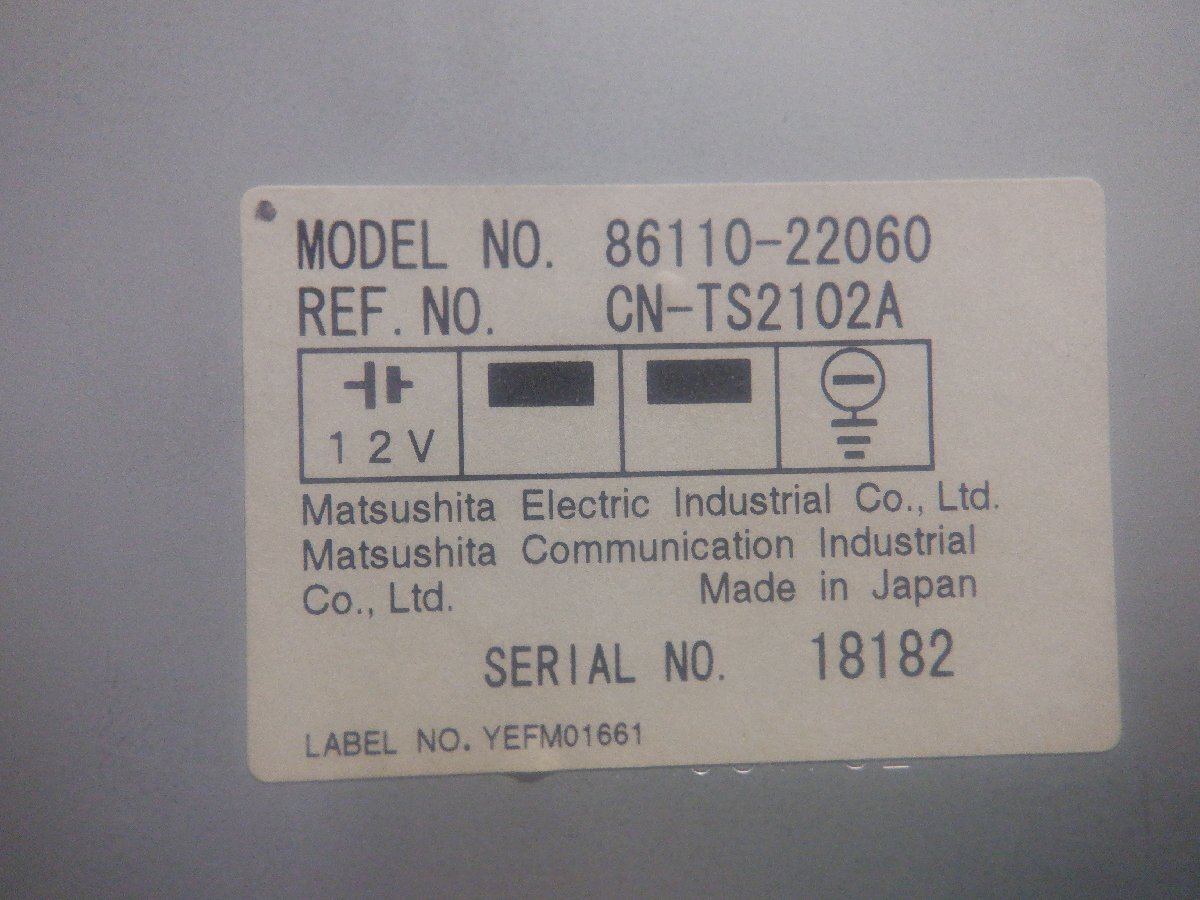 MODEL NO. 86110-22060
REF. NO. CN-TS2102A
12V
Matsushita Electric Industrial Co., Ltd.
Matsushita Communication Industrial
Co., Ltd. Made in Japan
SERIAL NO. 18182
LABEL NO. YEFM01661